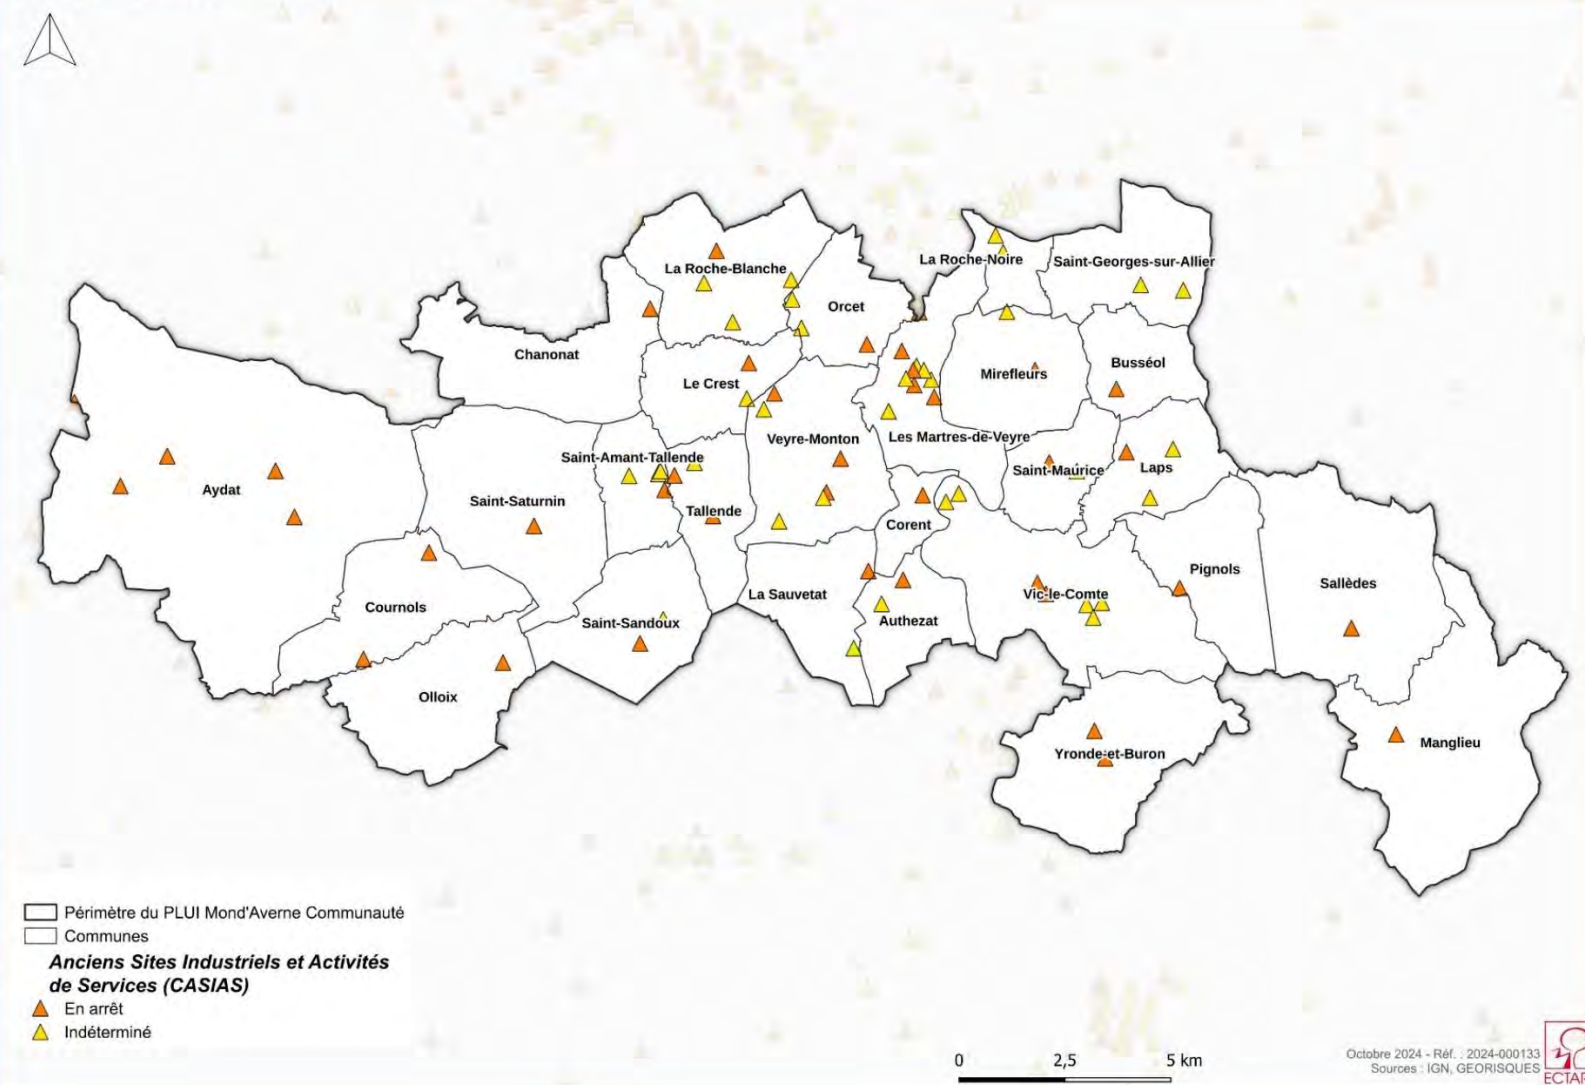 La Roche-Noire
Saint-Georges-sur-Allier
La Roche-Blanche
Orcet
Chanonat
Busséol
Mirefleurs
Le Crest
Veyre-Monton
Les Martres-de-Veyre
Saint-Amant-Tallende
Saint-Maurice
Laps
Aydat
Saint-Saturnin
Tallende
Corent
Pignols
Sallèdes
Vic-le-Comte
La Sauvetat
Cournols
Authezat
Saint-Sandoux
Olloix
Manglieu
Yronde-et-Buron
Périmètre du PLUI Mond'Averne Communauté
Communes
Anciens Sites Industriels et Activités
de Services (CASIAS)
En arrêt
Indéterminé
0 2,5 5 km
Octobre 2024 - Réf. : 2024-000133
Sources : IGN, GEORISQUES